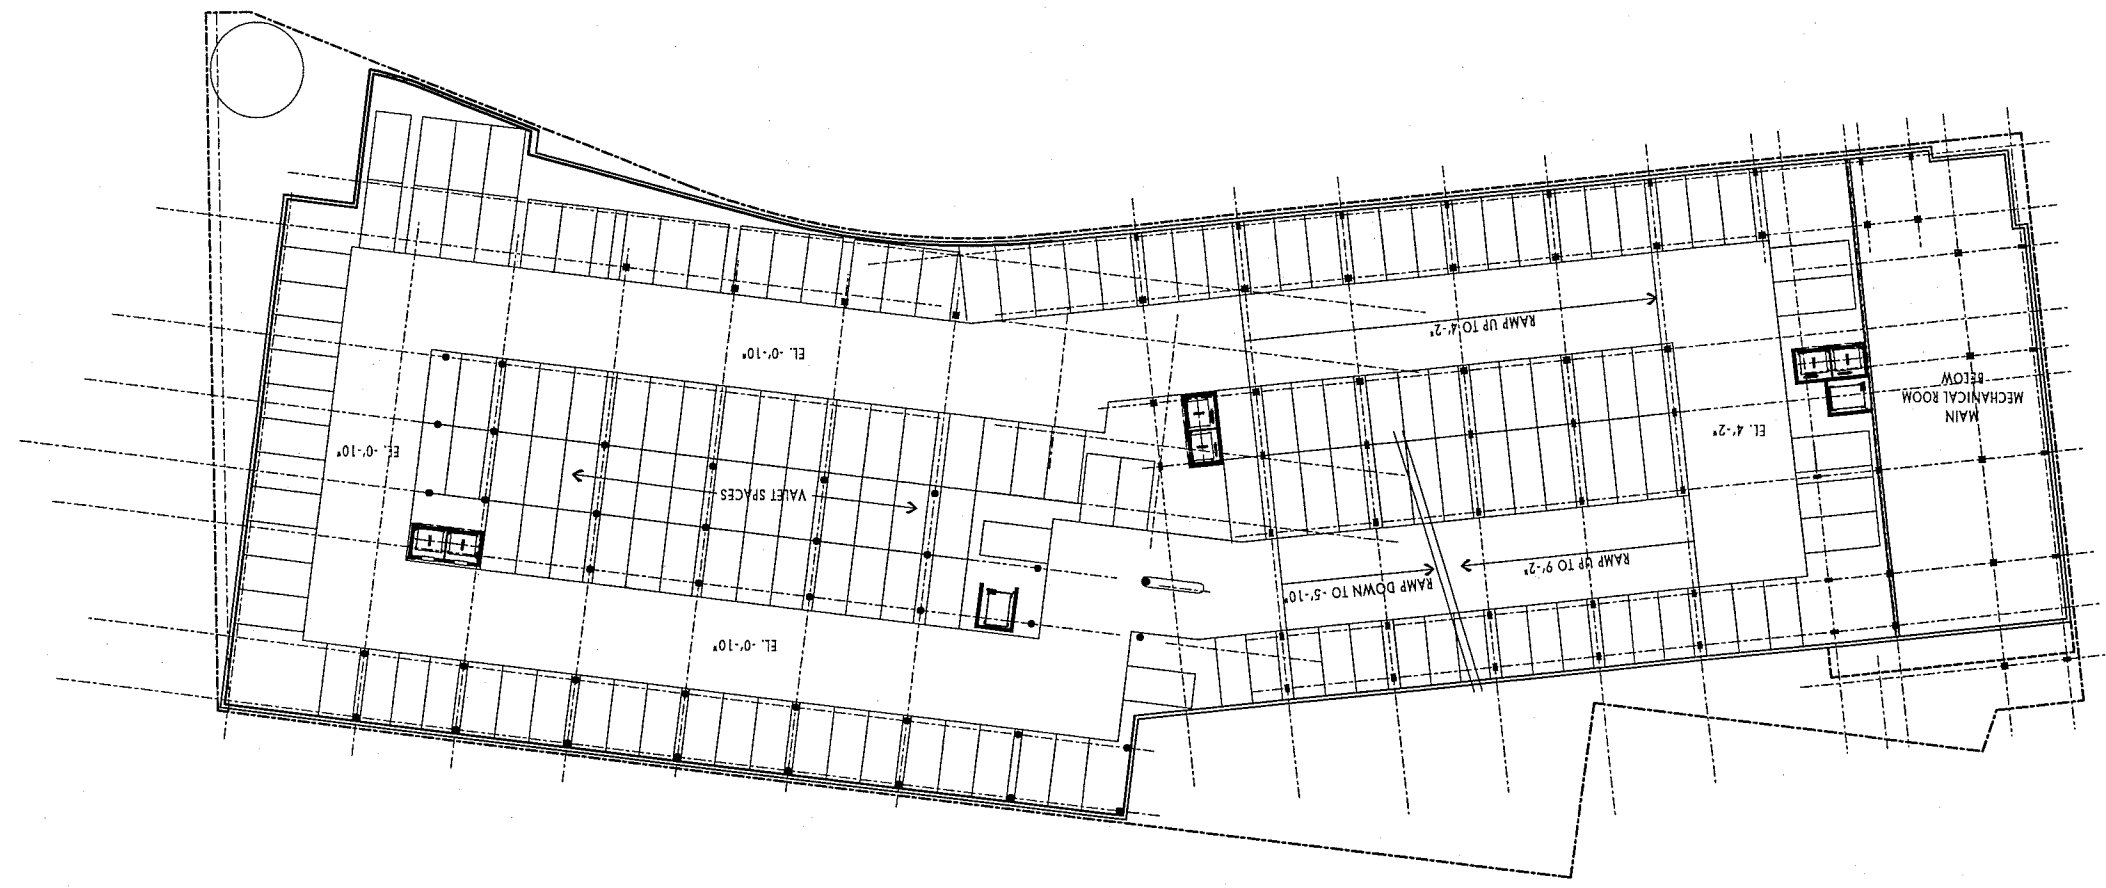 RAMP UP TO 4'-2"
EL. -0'-10"
MAIN
MECHANICAL ROOM
BELOW
EL. 4'-2"
EL. -0'-10"
VALET SPACES
RAMP UP TO 9'-2"
RAMP DOWN TO -5'-10"
EL. -0'-10"